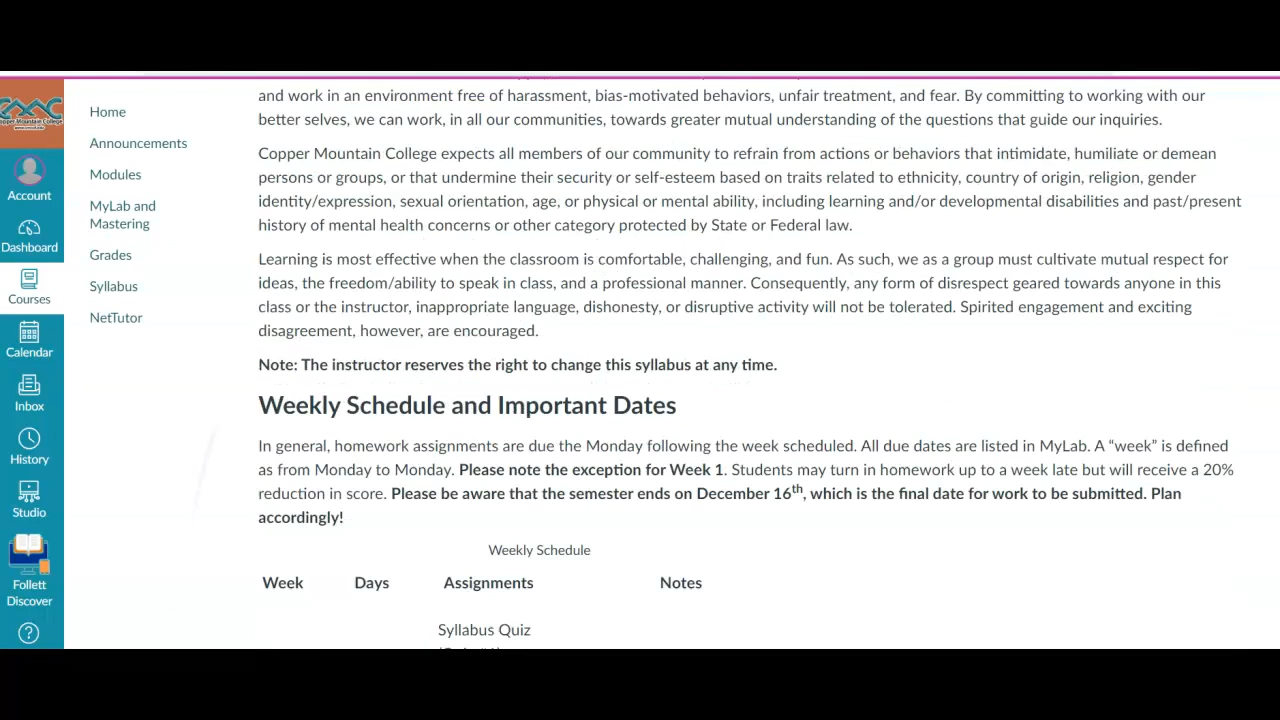 and work in an environment free of harassment, bias-motivated behaviors, unfair treatment, and fear. By committing to working with our
better selves, we can work, in all our communities, towards greater mutual understanding of the questions that guide our inquiries.
Copper Mountain College expects all members of our community to refrain from actions or behaviors that intimidate, humiliate or demean
persons or groups, or that undermine their security or self-esteem based on traits related to ethnicity, country of origin, religion, gender
identity/expression, sexual orientation, age, or physical or mental ability, including learning and/or developmental disabilities and past/present
history of mental health concerns or other category protected by State or Federal law.
Learning is most effective when the classroom is comfortable, challenging, and fun. As such, we as a group must cultivate mutual respect for
ideas, the freedom/ability to speak in class, and a professional manner. Consequently, any form of disrespect geared towards anyone in this
class or the instructor, inappropriate language, dishonesty, or disruptive activity will not be tolerated. Spirited engagement and exciting
disagreement, however, are encouraged.
Note: The instructor reserves the right to change this syllabus at any time.
Weekly Schedule and Important Dates
In general, homework assignments are due the Monday following the week scheduled. All due dates are listed in MyLab. A “week” is defined
as from Monday to Monday. Please note the exception for Week 1. Students may turn in homework up to a week late but will receive a 20%
reduction in score. Please be aware that the semester ends on December 16th, which is the final date for work to be submitted. Plan
accordingly!
Weekly Schedule
Week Days Assignments Notes
Syllabus Quiz
Home
Announcements
Modules
MyLab and
Mastering
Grades
Syllabus
NetTutor
CMC
Copper Mountain College
Account
Dashboard
Courses
Calendar
Inbox
History
Studio
Follett
Discover
?